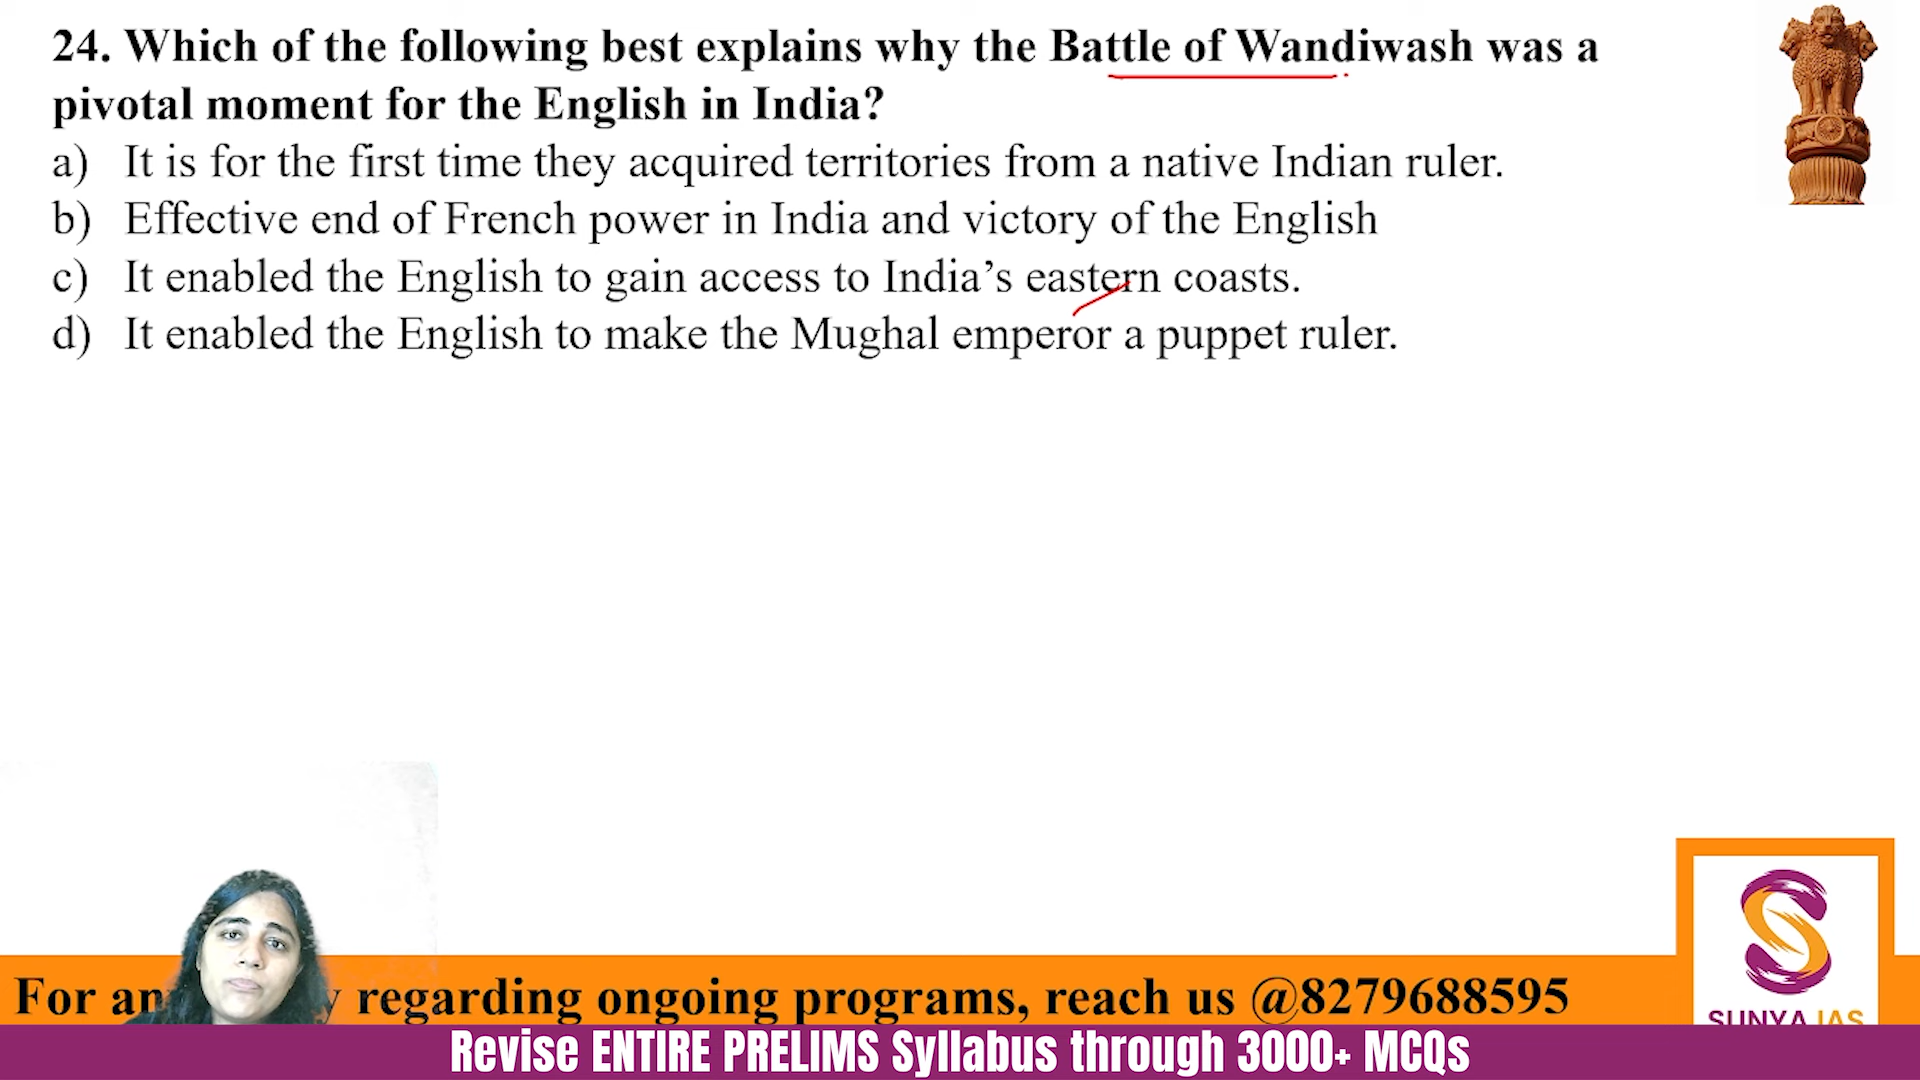 24. Which of the following best explains why the Battle of Wandiwash was a
pivotal moment for the English in India?
a) It is for the first time they acquired territories from a native Indian ruler.
b) Effective end of French power in India and victory of the English
c) It enabled the English to gain access to India’s eastern coasts.
d) It enabled the English to make the Mughal emperor a puppet ruler.
For regarding ongoing programs, reach us @8279688595
SUNYA IAS
Revise ENTIRE PRELIMS Syllabus through 3000+ MCQs